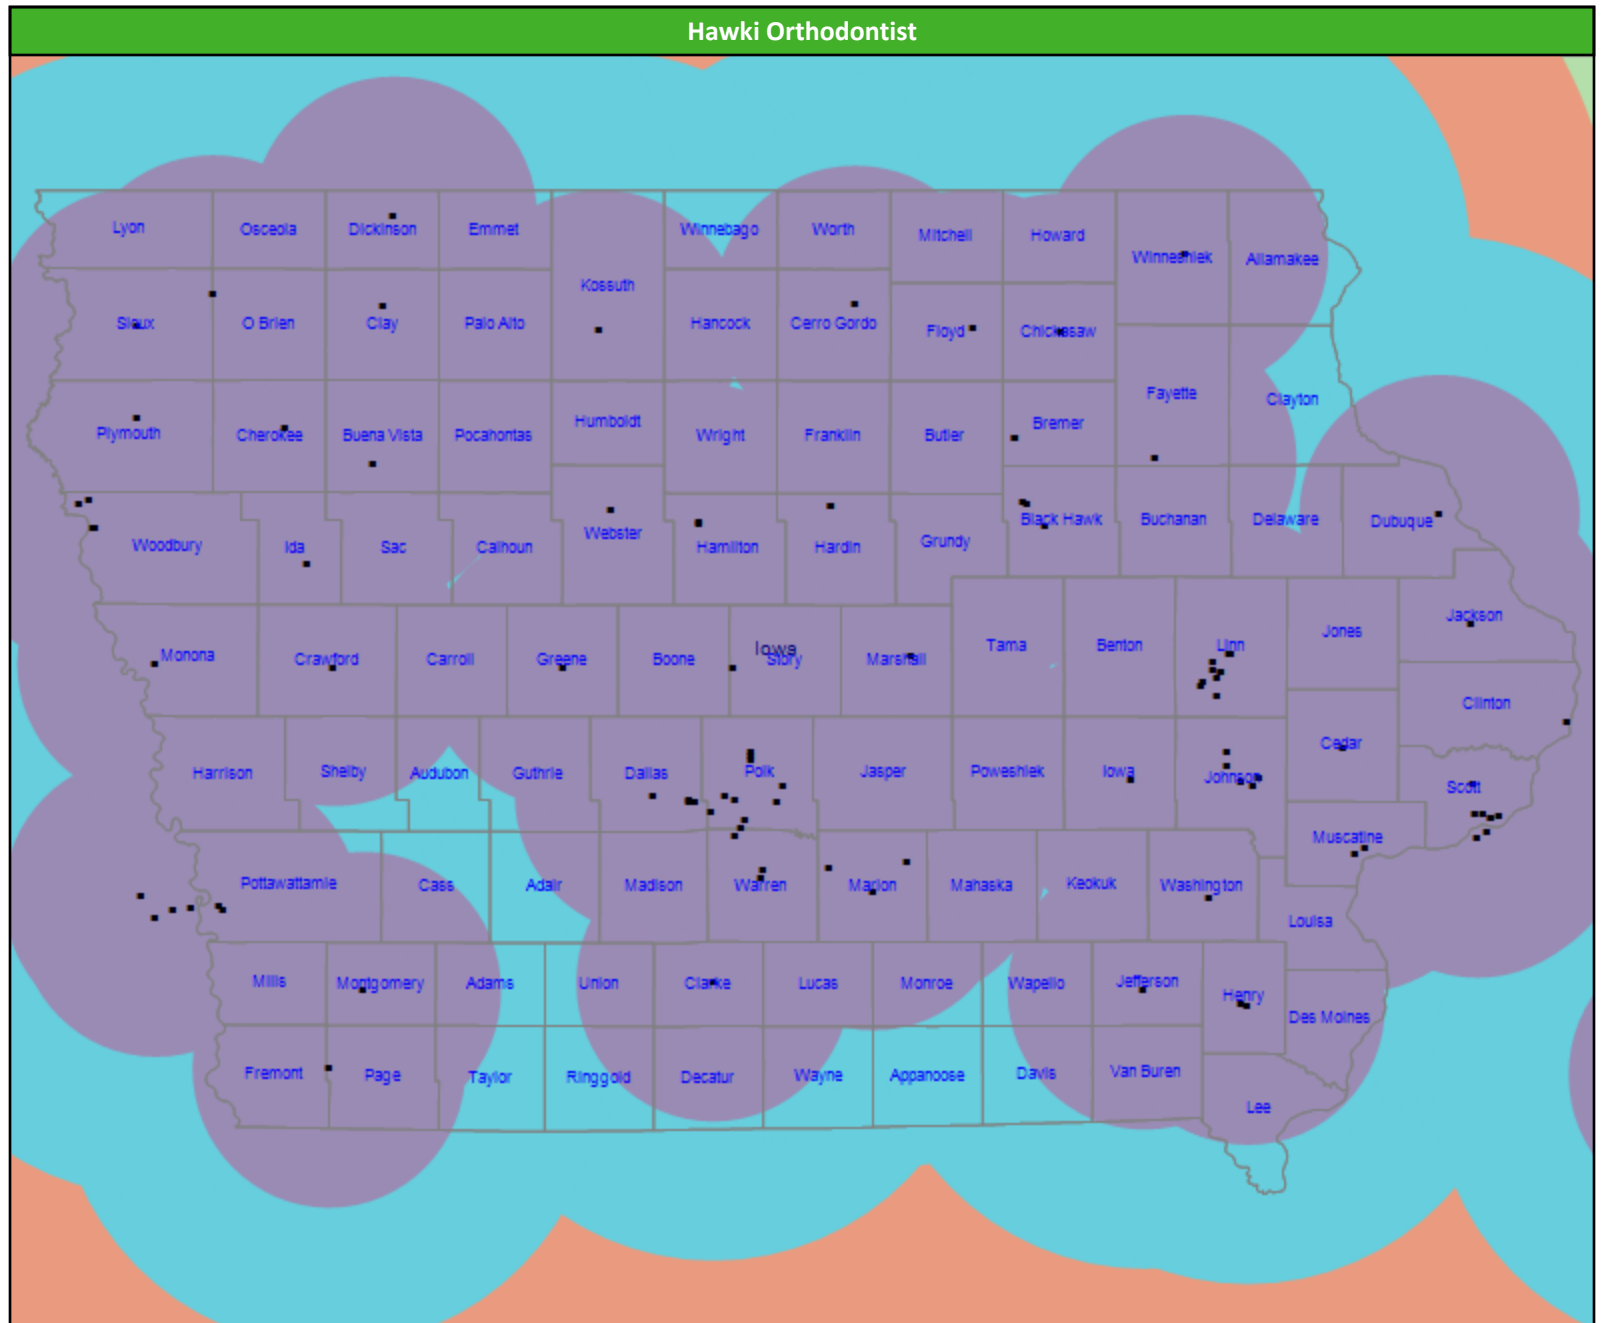 Hawki Orthodontist
Lyon
Osceola
Dickinson
Emmet
Winnebago
Worth
Mitchell
Howard
Winneshiek
Allamakee
Kossuth
Sioux
O Brien
Clay
Palo Alto
Hancock
Cerro Gordo
Floyd
Chickasaw
Fayette
Clayton
Plymouth
Cherokee
Buena Vista
Pocahontas
Humboldt
Wright
Franklin
Butler
Bremer
Woodbury
Ida
Sac
Calhoun
Webster
Hamilton
Hardin
Grundy
Black Hawk
Buchanan
Delaware
Dubuque
Monona
Crawford
Carroll
Greene
Boone
Iowa
Story
Marshall
Tama
Benton
Linn
Jones
Jackson
Clinton
Harrison
Shelby
Audubon
Guthrie
Dallas
Polk
Jasper
Poweshiek
Iowa
Johnson
Cedar
Scott
Muscatine
Pottawattamie
Cass
Adair
Madison
Warren
Marion
Mahaska
Keokuk
Washington
Louisa
Mills
Montgomery
Adams
Union
Clarke
Lucas
Monroe
Wapello
Jefferson
Henry
Des Moines
Fremont
Page
Taylor
Ringgold
Decatur
Wayne
Appanoose
Davis
Van Buren
Lee